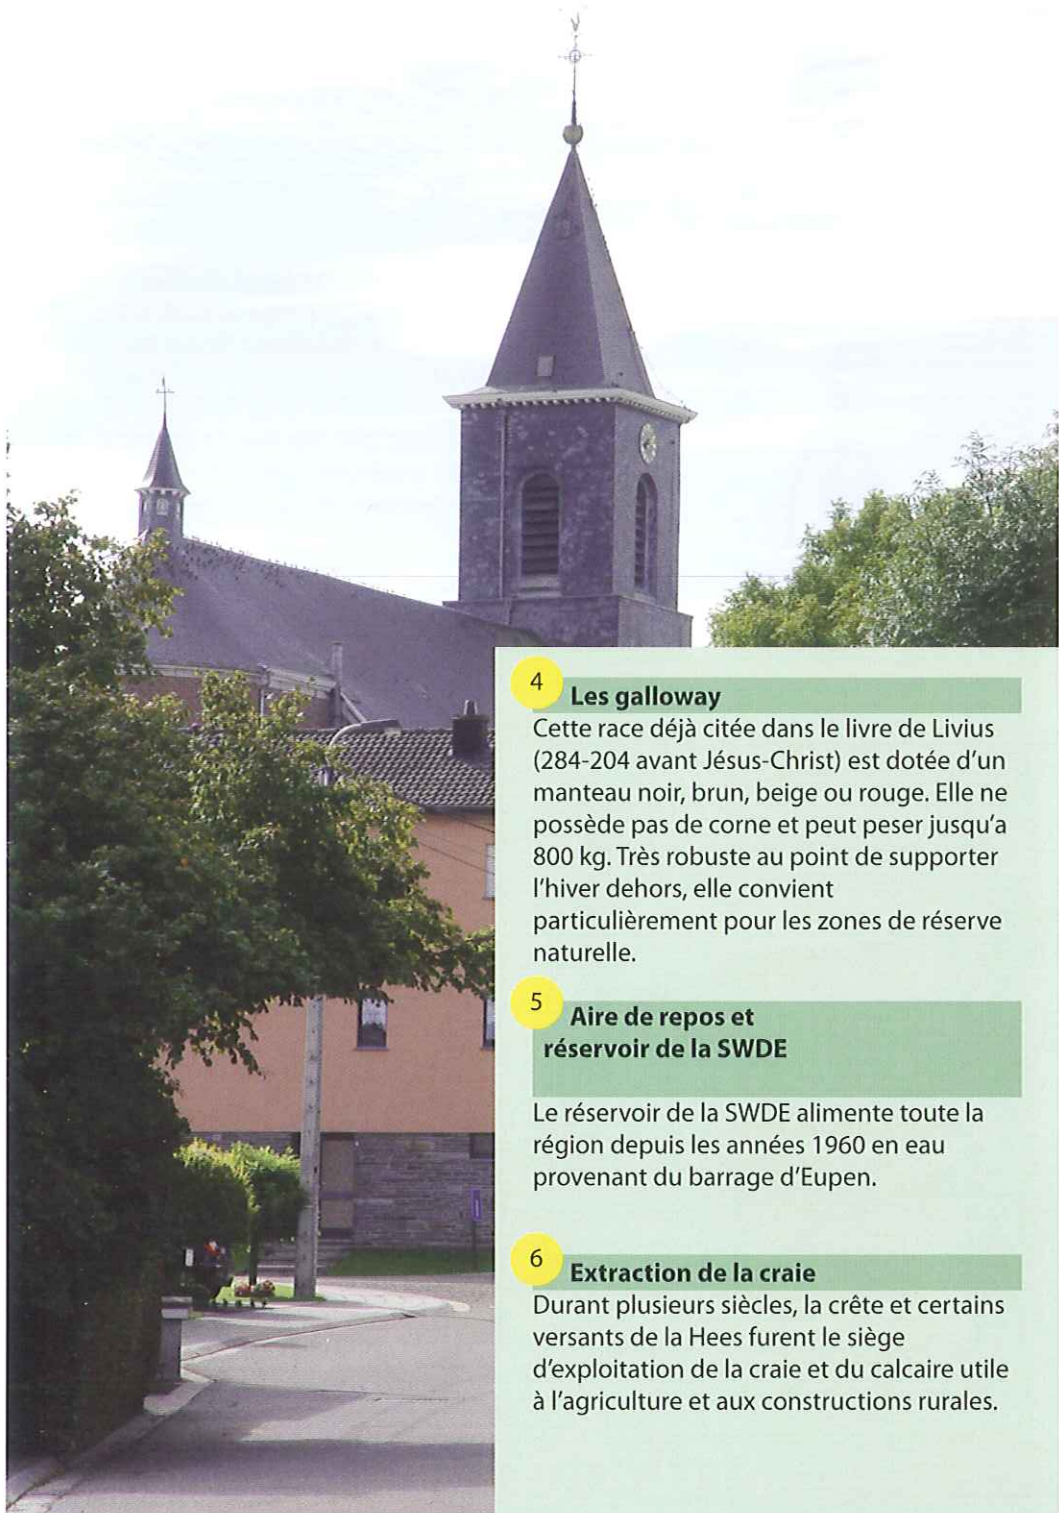 4
Les galloway
Cette race déjà citée dans le livre de Livius
(284-204 avant Jésus-Christ) est dotée d'un
manteau noir, brun, beige ou rouge. Elle ne
possède pas de corne et peut peser jusqu'a
800 kg. Très robuste au point de supporter
l'hiver dehors, elle convient
particulièrement pour les zones de réserve
naturelle.
5
Aire de repos et
réservoir de la SWDE
Le réservoir de la SWDE alimente toute la
région depuis les années 1960 en eau
provenant du barrage d'Eupen.
6
Extraction de la craie
Durant plusieurs siècles, la crête et certains
versants de la Hees furent le siège
d'exploitation de la craie et du calcaire utile
à l'agriculture et aux constructions rurales.